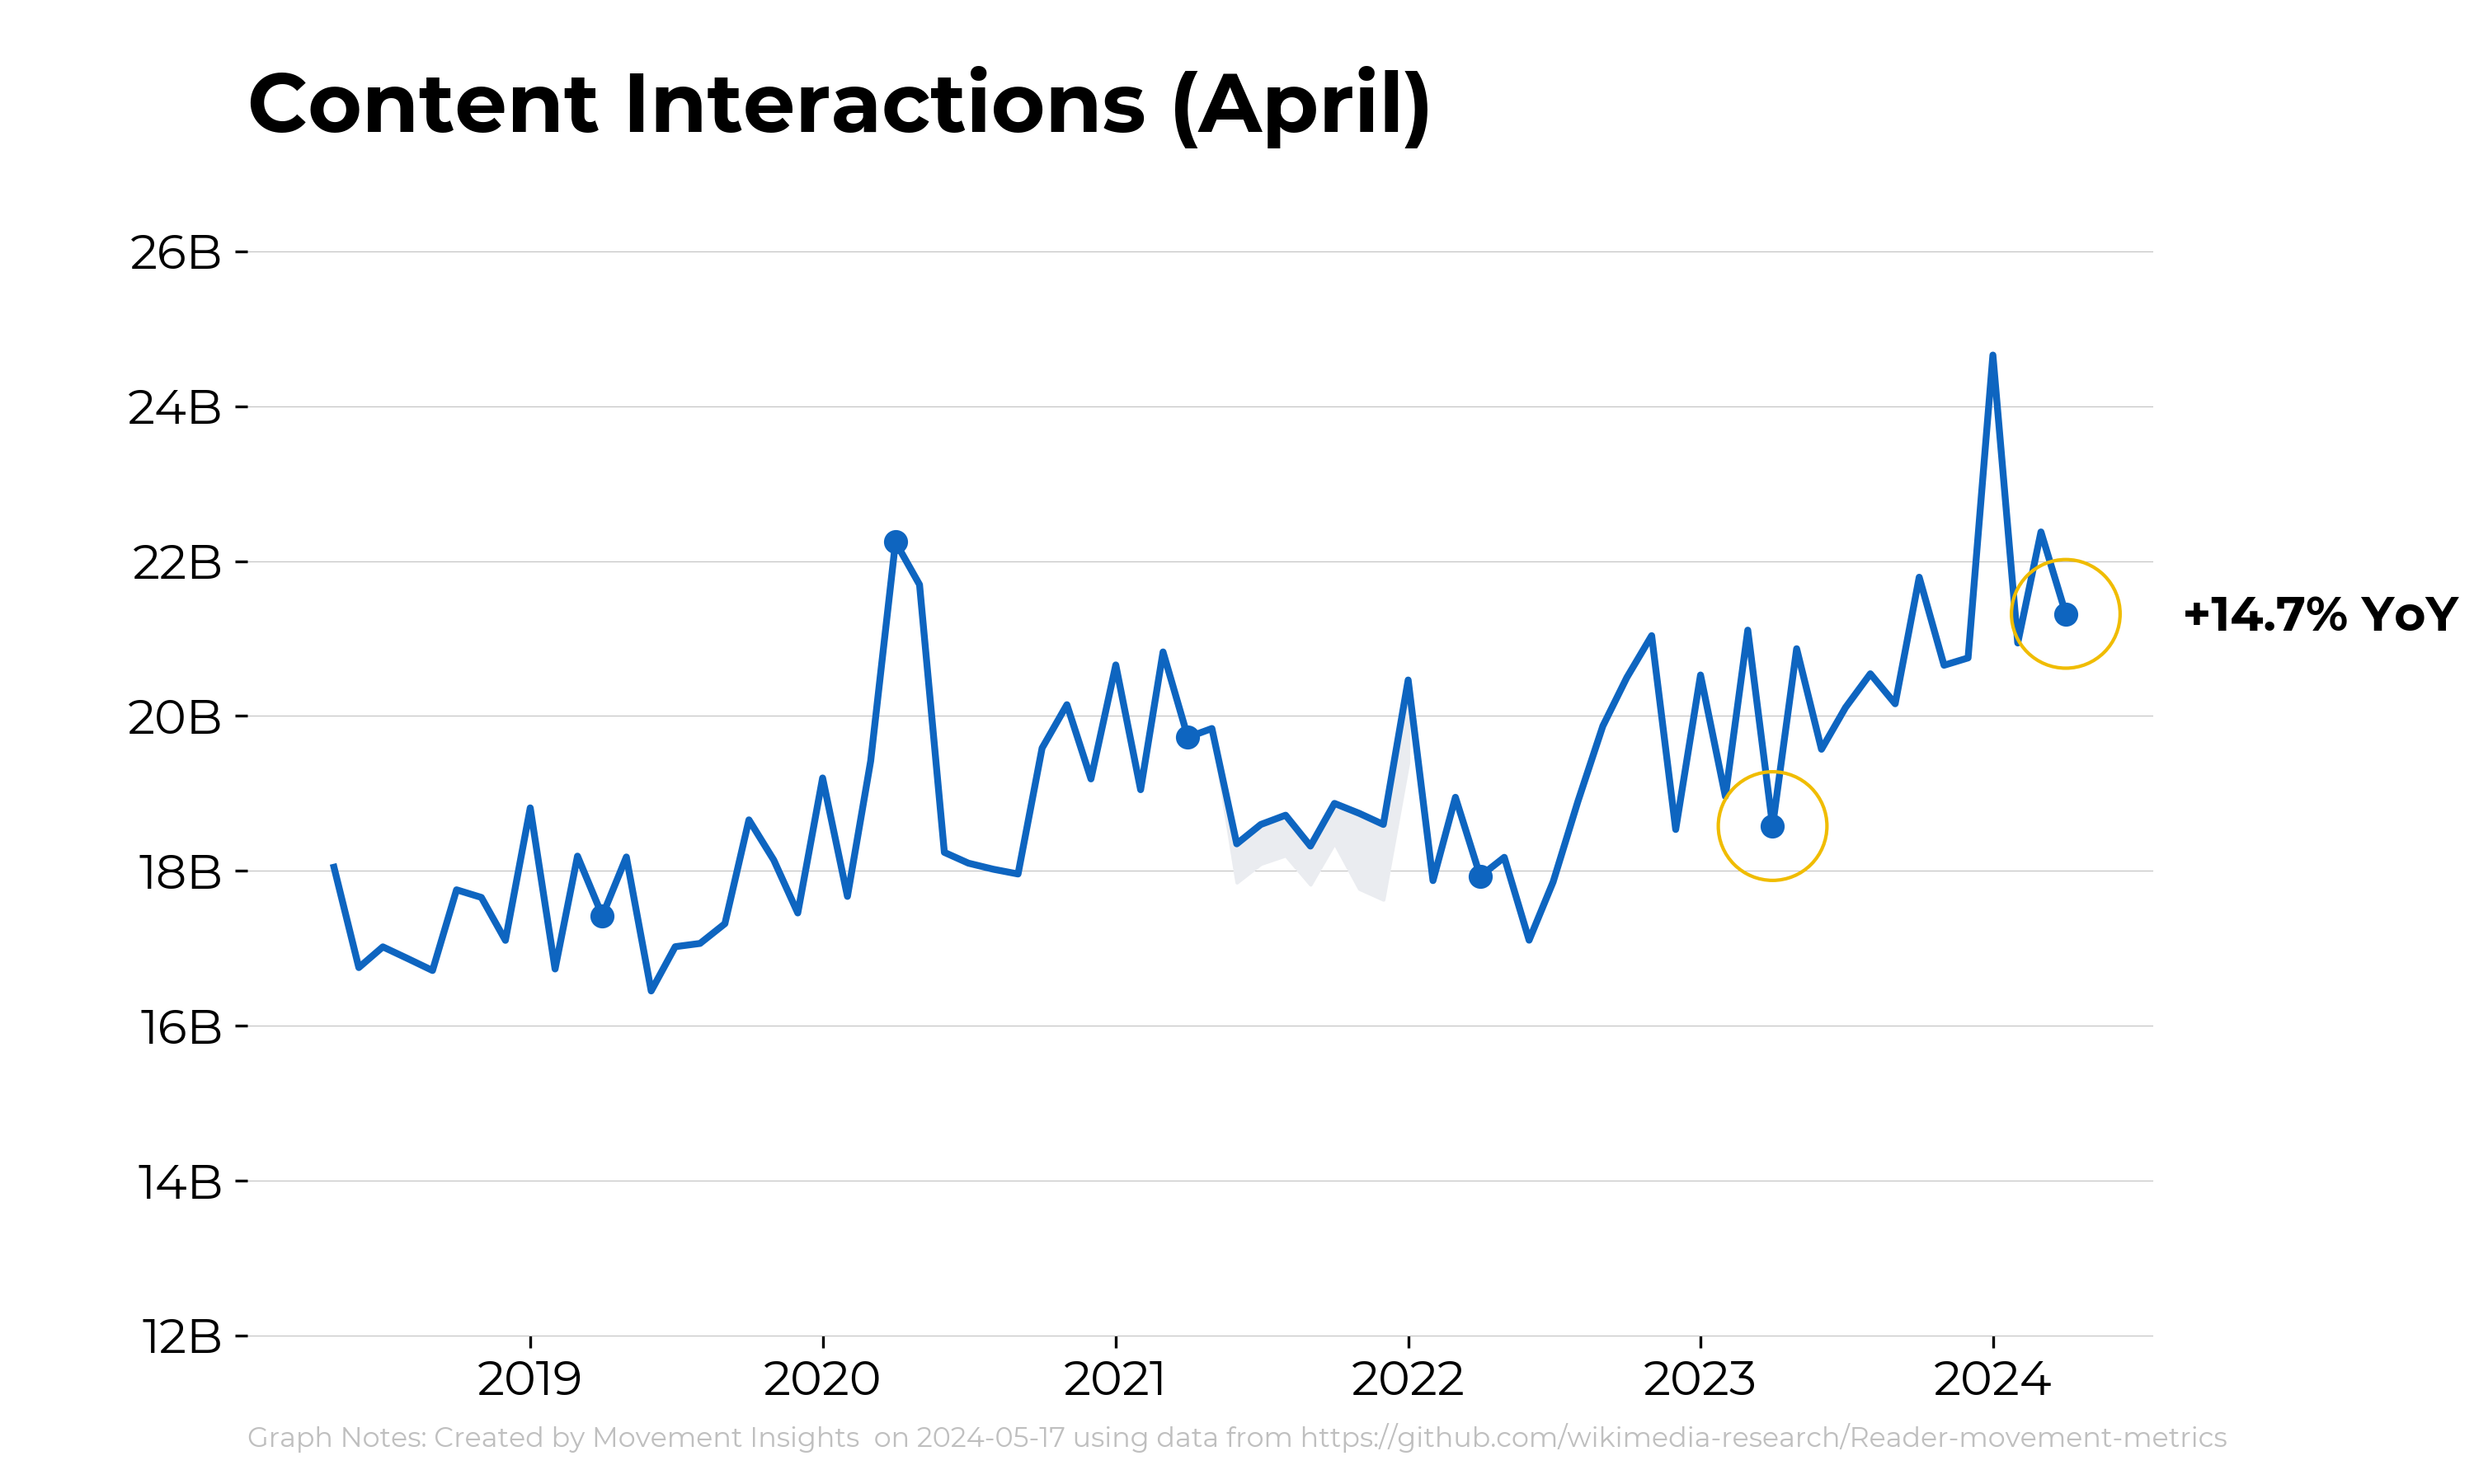 Content Interactions (April)
26B
24B
22B
+14.7% YoY
20B
18B
16B
14B
12B
2019 2020 2021 2022 2023 2024
Graph Notes: Created by Movement Insights  on 2024-05-17 using data from https://github.com/wikimedia-research/Reader-movement-metrics